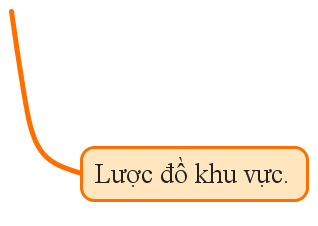 Lược đồ khu vực.